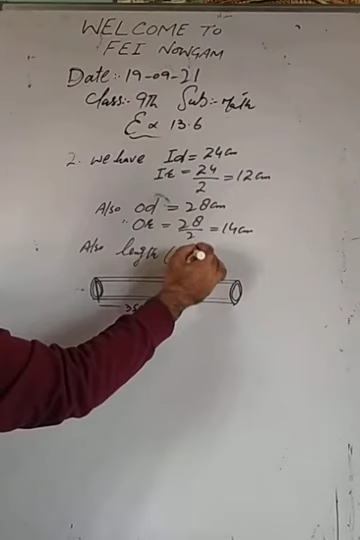 WELCOME TO
FEI NOWGAM
Date:- 19-09-21
Class:- 9th Sub:- Math
Ex 13.6
2. we have Id = 24cm
Ir = 24/2 = 12cm
Also Od = 28cm
Or = 28/2 = 14cm
Also length (